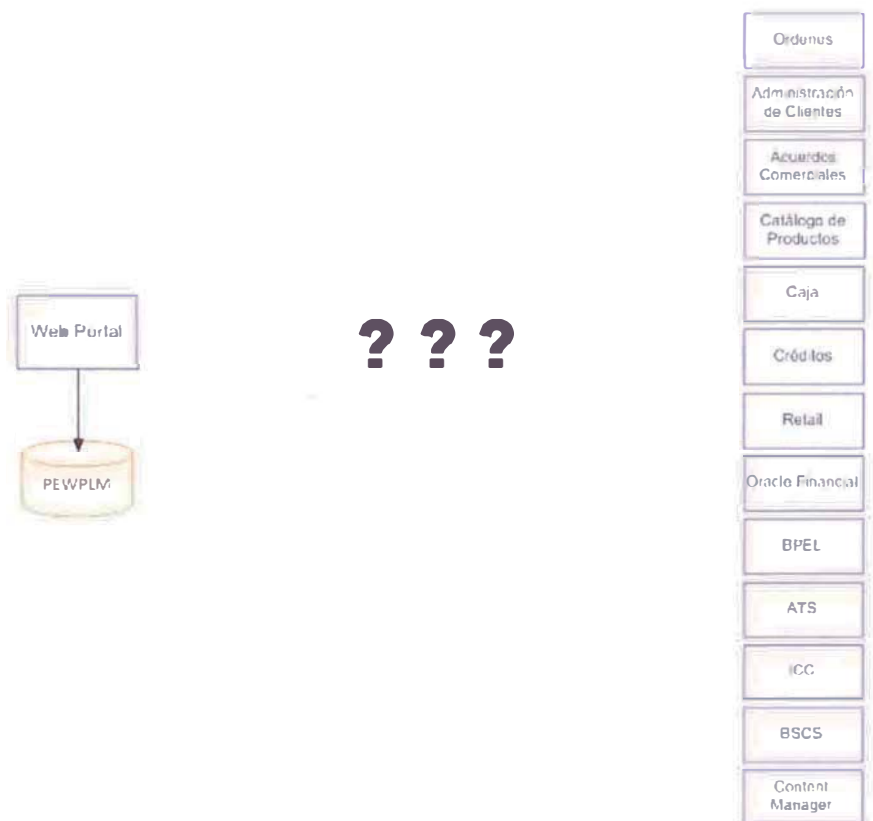 Ordenes
Administración
de Clientes
Acuerdos
Comerciales
Catálogo de
Productos
Caja
Web Portal
? ? ?
Créditos
Retail
PEWPLM
Oracle Financial
BPEL
ATS
ICC
BSCS
Content
Manager